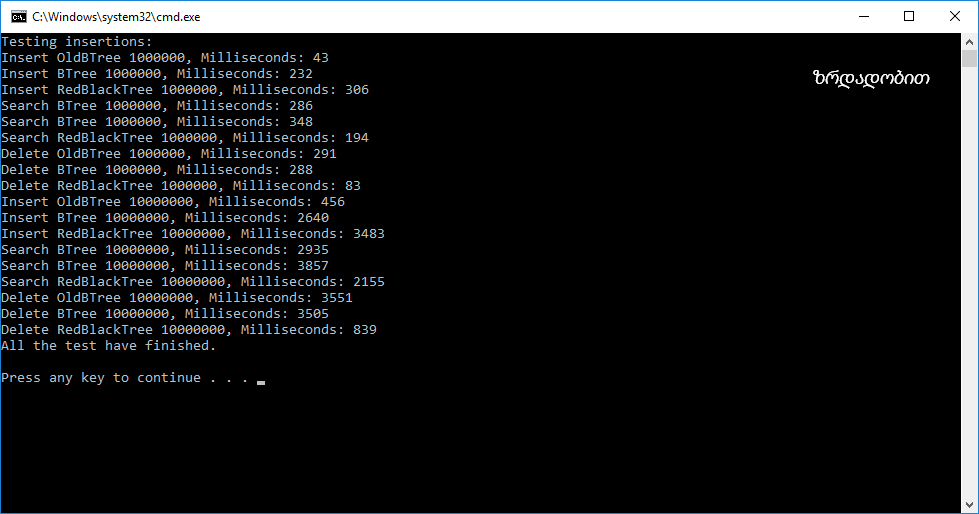 C:\Windows\system32\cmd.exe
Testing insertions:
Insert OldBTree 1000000, Milliseconds: 43
Insert BTree 1000000, Milliseconds: 232
Insert RedBlackTree 1000000, Milliseconds: 306
Search BTree 1000000, Milliseconds: 286
Search BTree 1000000, Milliseconds: 348
Search RedBlackTree 1000000, Milliseconds: 194
Delete OldBTree 1000000, Milliseconds: 291
Delete BTree 1000000, Milliseconds: 288
Delete RedBlackTree 1000000, Milliseconds: 83
Insert OldBTree 10000000, Milliseconds: 456
Insert BTree 10000000, Milliseconds: 2640
Insert RedBlackTree 10000000, Milliseconds: 3483
Search BTree 10000000, Milliseconds: 2935
Search BTree 10000000, Milliseconds: 3857
Search RedBlackTree 10000000, Milliseconds: 2155
Delete OldBTree 10000000, Milliseconds: 3551
Delete BTree 10000000, Milliseconds: 3505
Delete RedBlackTree 10000000, Milliseconds: 839
All the test have finished.
Press any key to continue . . .
ზრდადობით